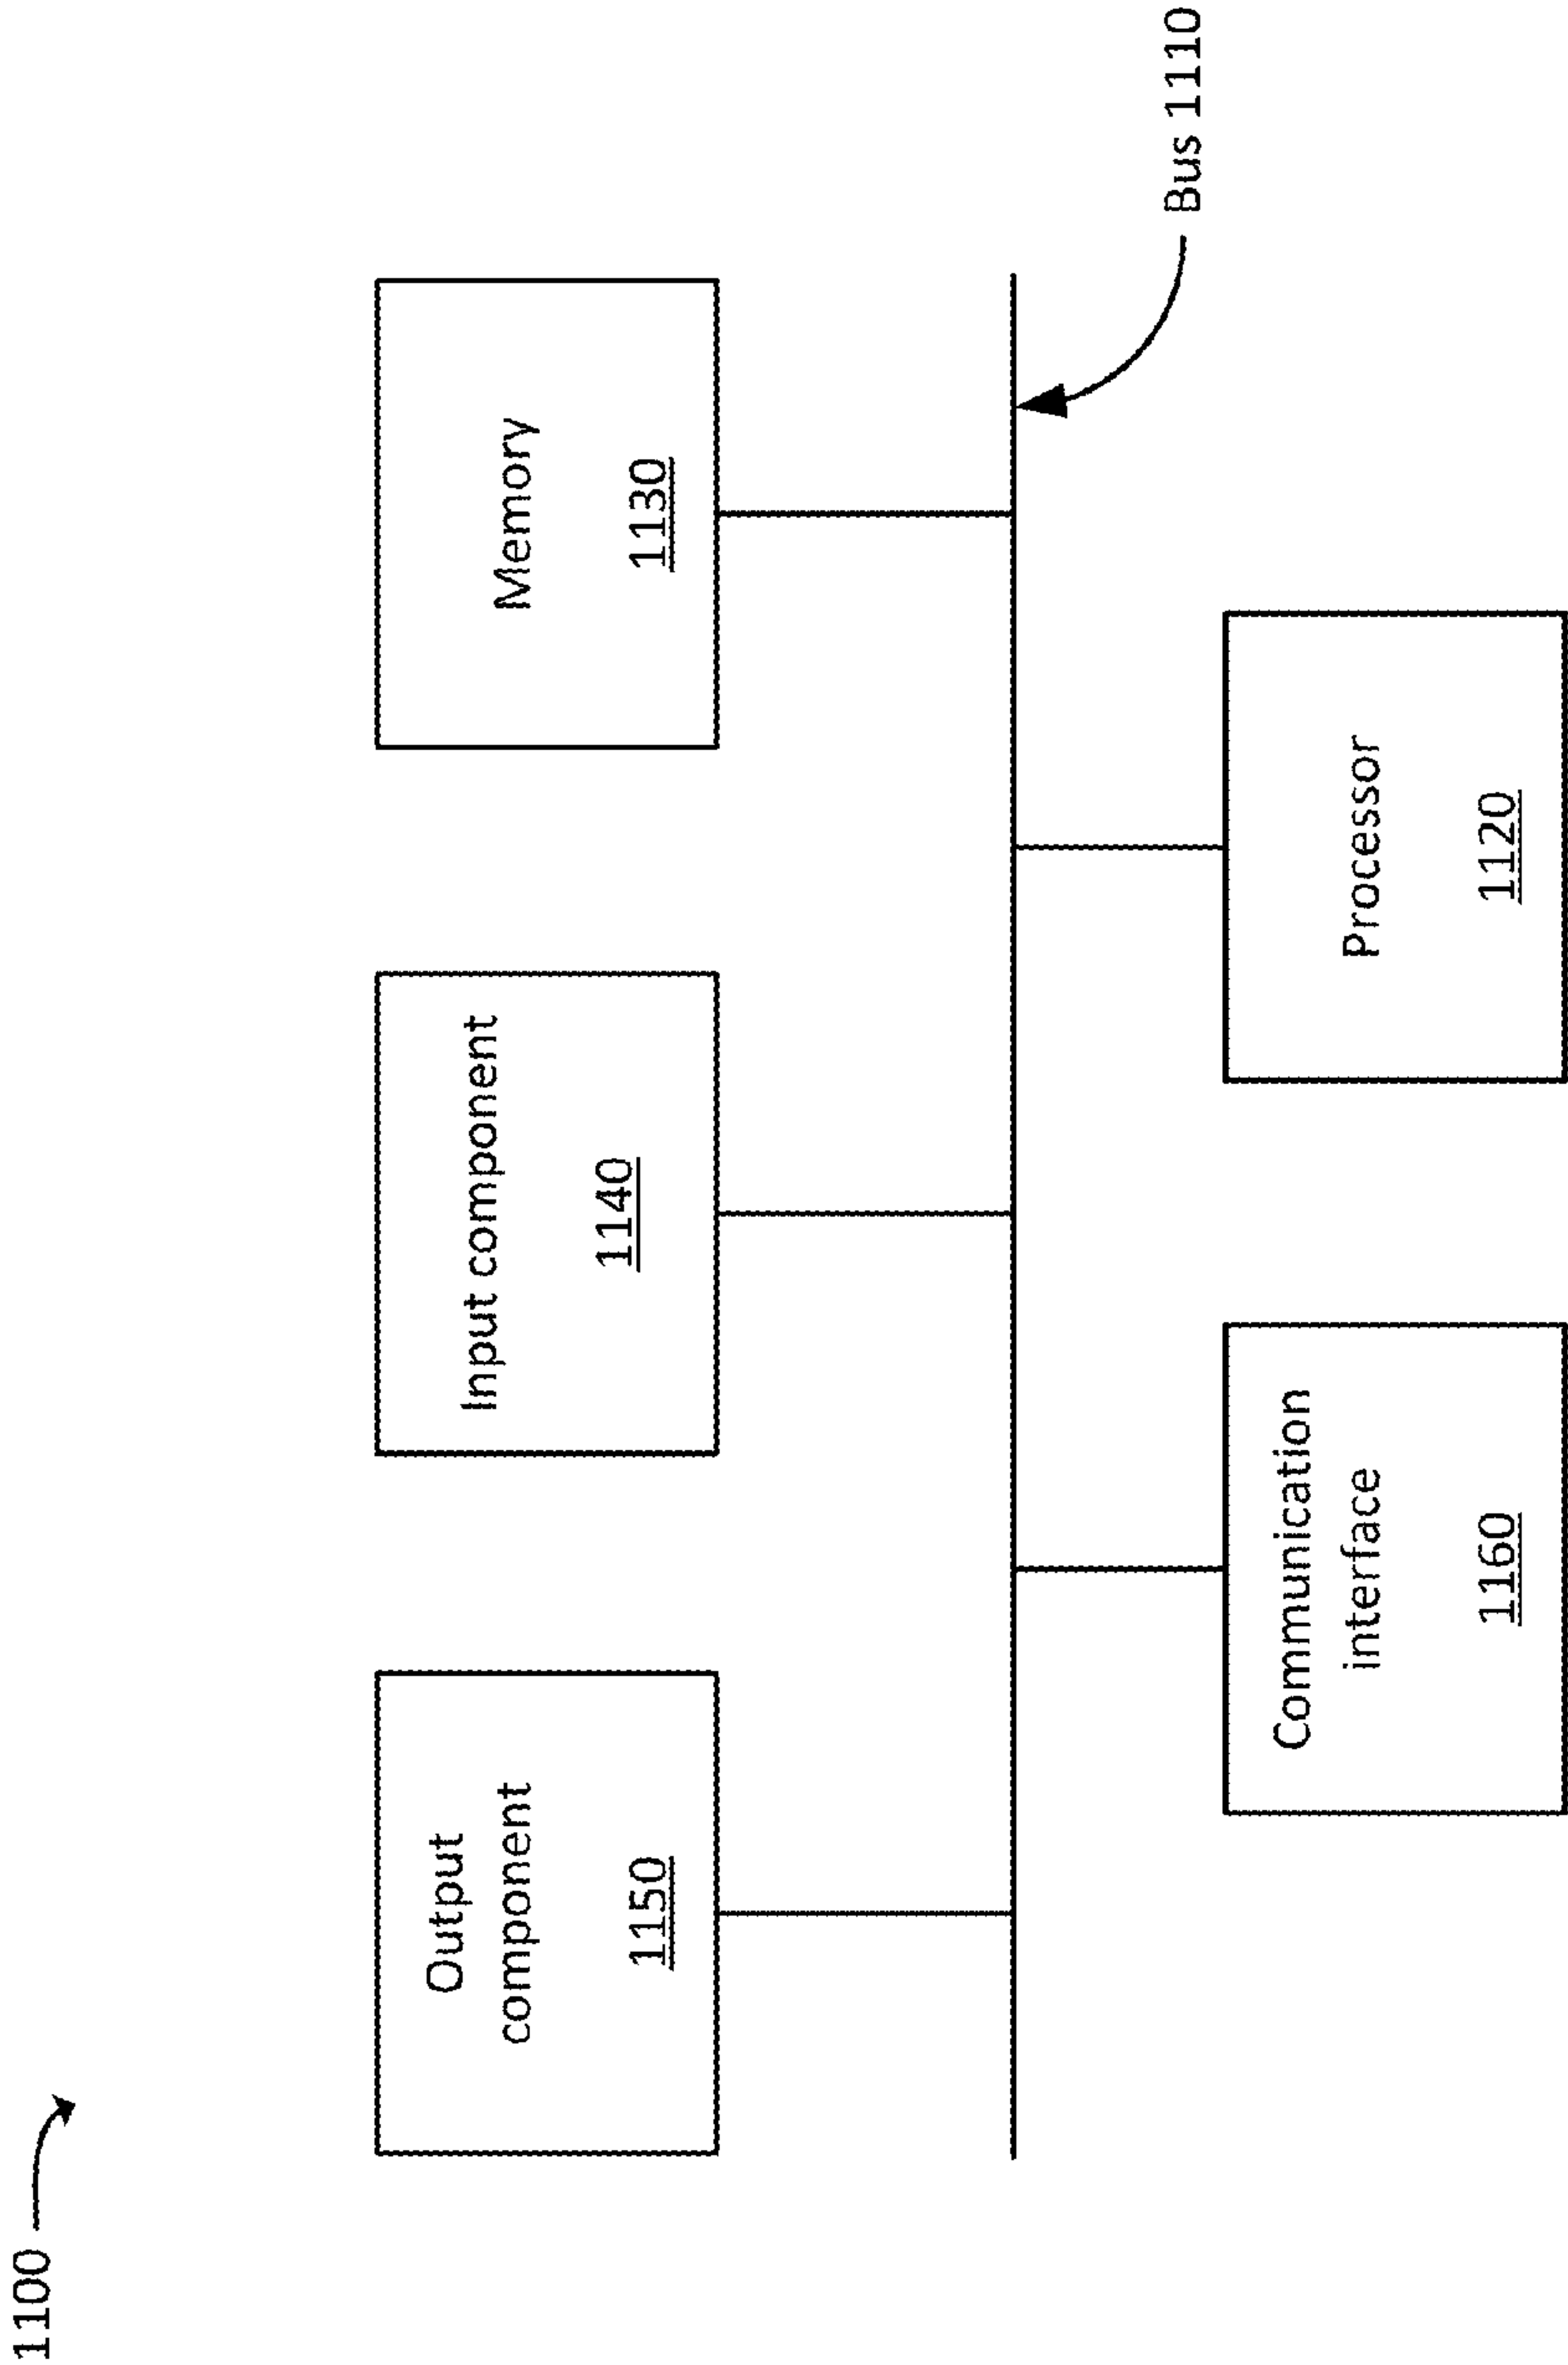 1100
Output
component
1150
Input component
1140
Memory
1130
Bus 1110
Communication
interface
1160
Processor
1120